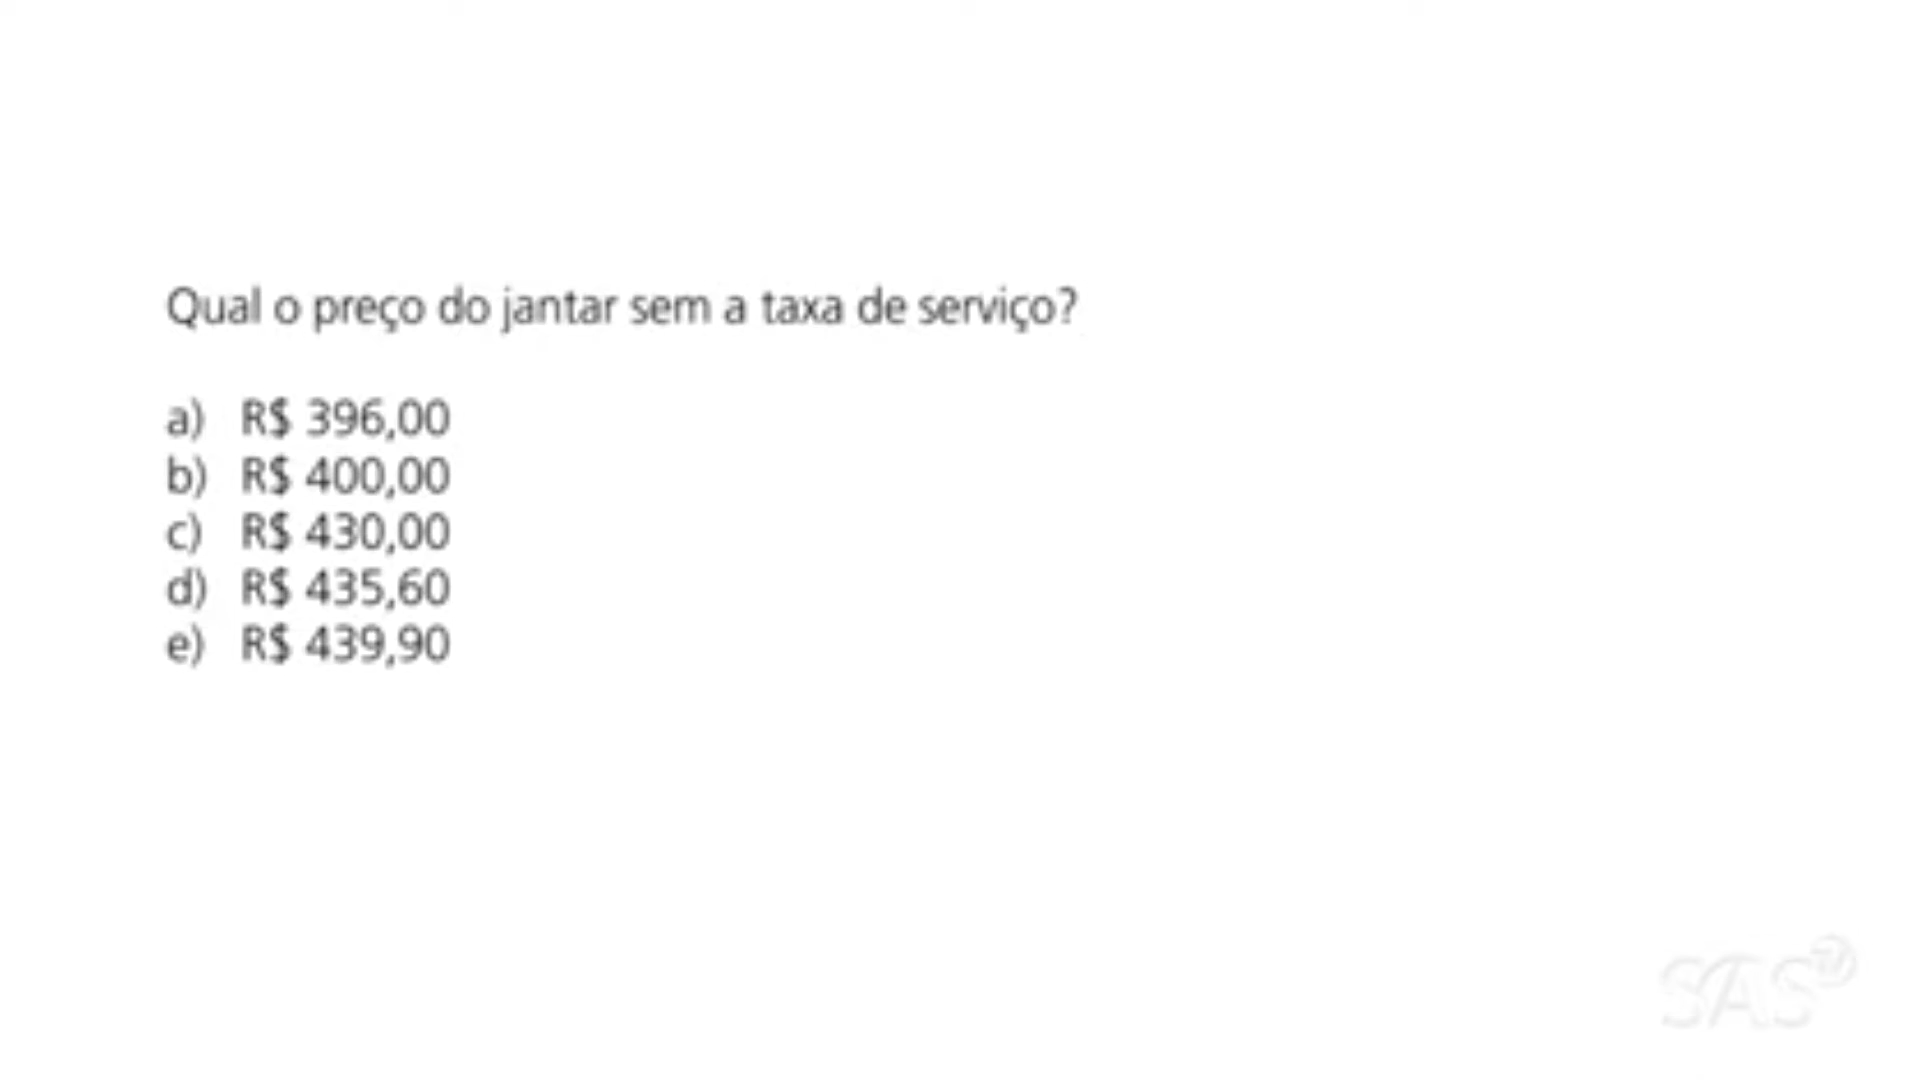 Qual o preço do jantar sem a taxa de serviço?
a) R$ 396,00
b) R$ 400,00
c) R$ 430,00
d) R$ 435,60
e) R$ 439,90
SAS